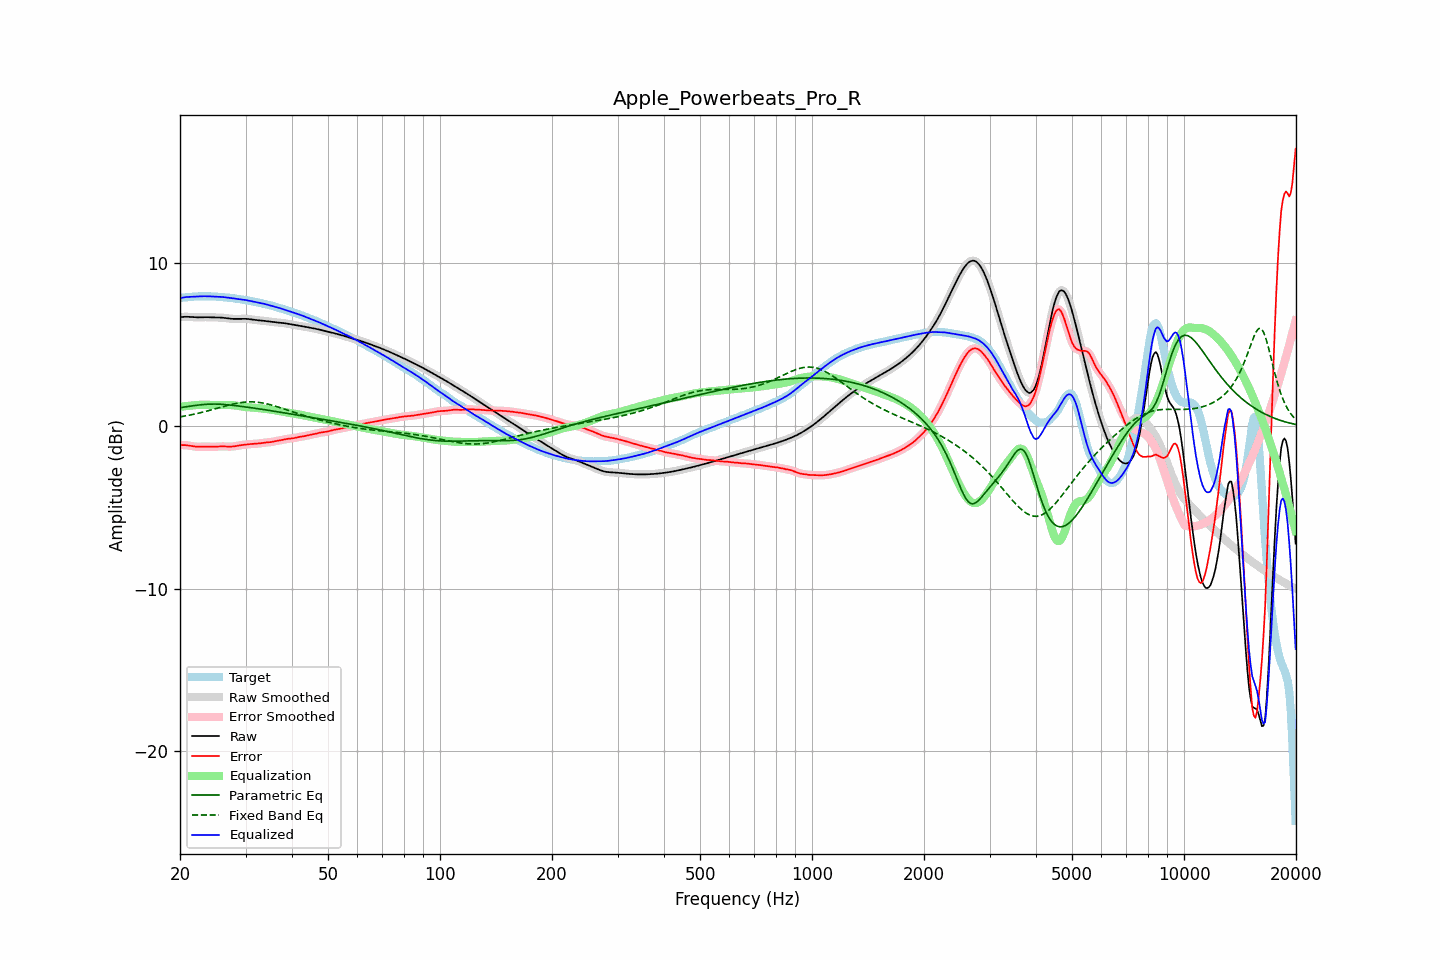 Apple_Powerbeats_Pro_R
Amplitude (dBr)
10
0
−10
−20
Target
Raw Smoothed
Error Smoothed
Raw
Error
Equalization
Parametric Eq
Fixed Band Eq
Equalized
20 50 100 200 500 1000 2000 5000 10000 20000
Frequency (Hz)